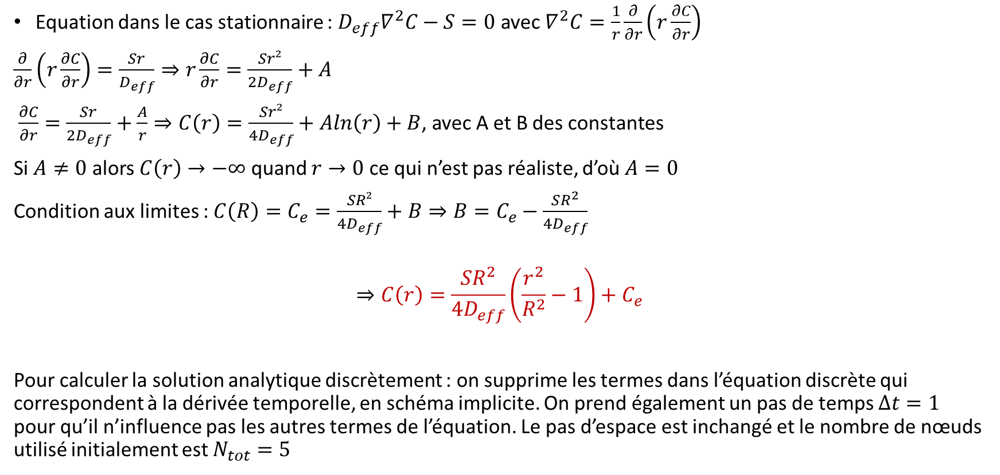 • Equation dans le cas stationnaire : $D_{eff}\nabla^2 C - S = 0$ avec $\nabla^2 C = \frac{1}{r}\frac{\partial}{\partial r}\left(r\frac{\partial C}{\partial r}\right)$
$\frac{\partial}{\partial r}\left(r\frac{\partial C}{\partial r}\right) = \frac{Sr}{D_{eff}} \Rightarrow r\frac{\partial C}{\partial r} = \frac{Sr^2}{2D_{eff}} + A$
$\frac{\partial C}{\partial r} = \frac{Sr}{2D_{eff}} + \frac{A}{r} \Rightarrow C(r) = \frac{Sr^2}{4D_{eff}} + Aln(r) + B$, avec A et B des constantes
Si $A \neq 0$ alors $C(r) \rightarrow -\infty$ quand $r \rightarrow 0$ ce qui n’est pas réaliste, d’où $A = 0$
Condition aux limites : $C(R) = C_e = \frac{SR^2}{4D_{eff}} + B \Rightarrow B = C_e - \frac{SR^2}{4D_{eff}}$
$\Rightarrow C(r) = \frac{SR^2}{4D_{eff}}\left(\frac{r^2}{R^2} - 1\right) + C_e$
Pour calculer la solution analytique discrètement : on supprime les termes dans l’équation discrète qui
correspondent à la dérivée temporelle, en schéma implicite. On prend également un pas de temps $\Delta t = 1$
pour qu’il n’influence pas les autres termes de l’équation. Le pas d’espace est inchangé et le nombre de nœuds
utilisé initialement est $N_{tot} = 5$